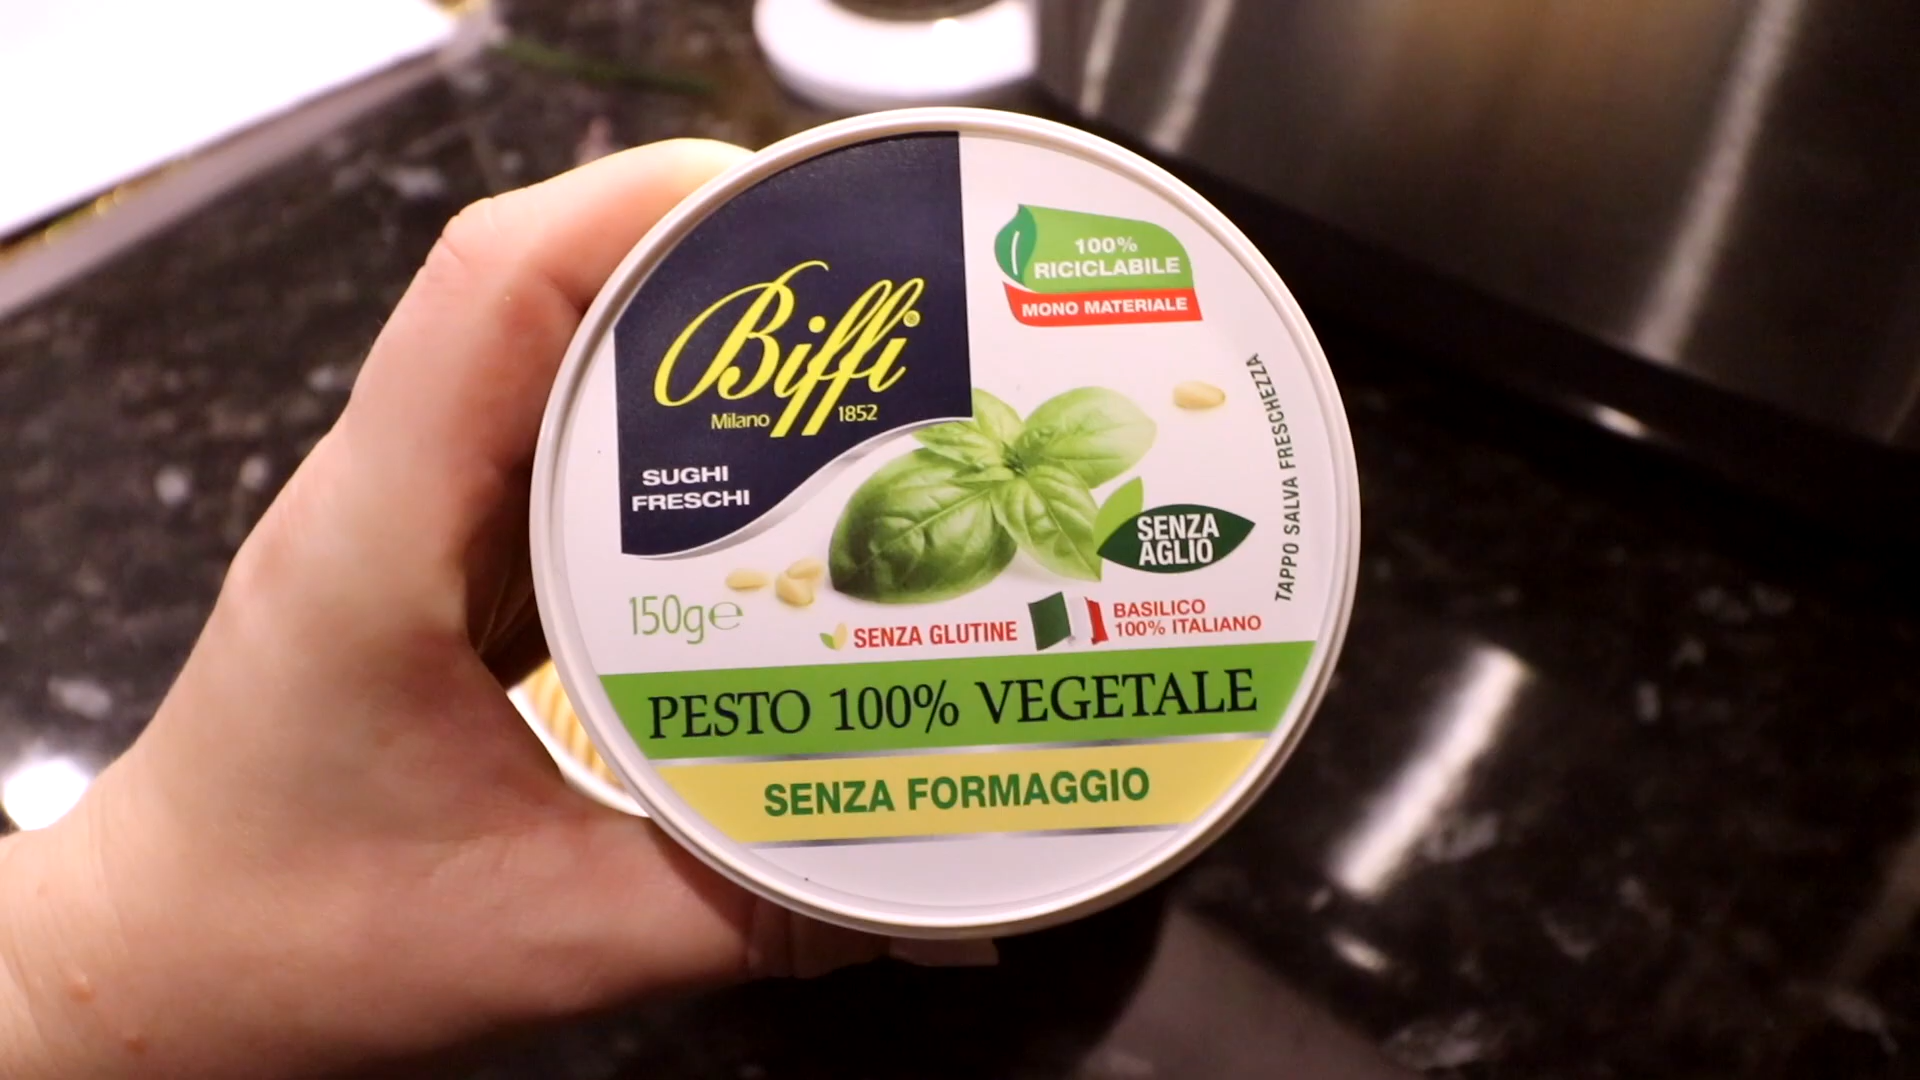 Biffi®
Milano 1852
SUGHI
FRESCHI
100%
RICICLABILE
MONO MATERIALE
TAPPO SALVA FRESCHEZZA
SENZA
AGLIO
150g℮
SENZA GLUTINE
BASILICO
100% ITALIANO
PESTO 100% VEGETALE
SENZA FORMAGGIO